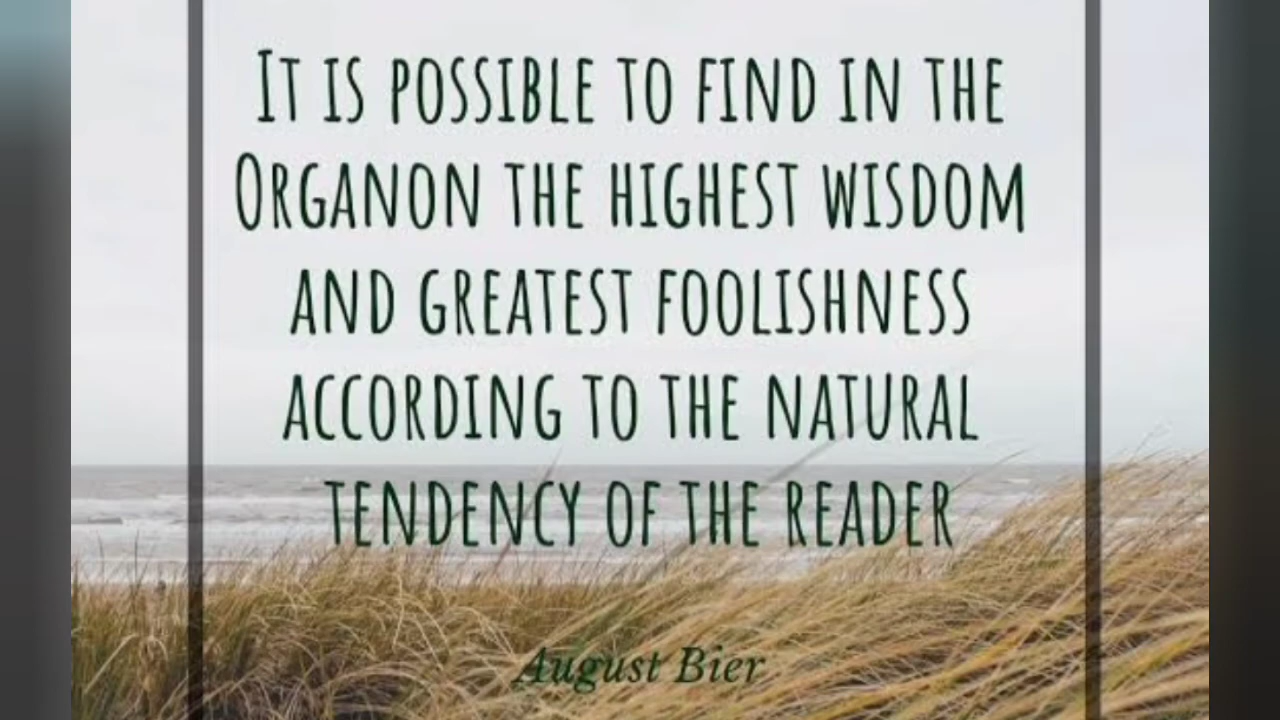 IT IS POSSIBLE TO FIND IN THE
ORGANON THE HIGHEST WISDOM
AND GREATEST FOOLISHNESS
ACCORDING TO THE NATURAL
TENDENCY OF THE READER
August Bier